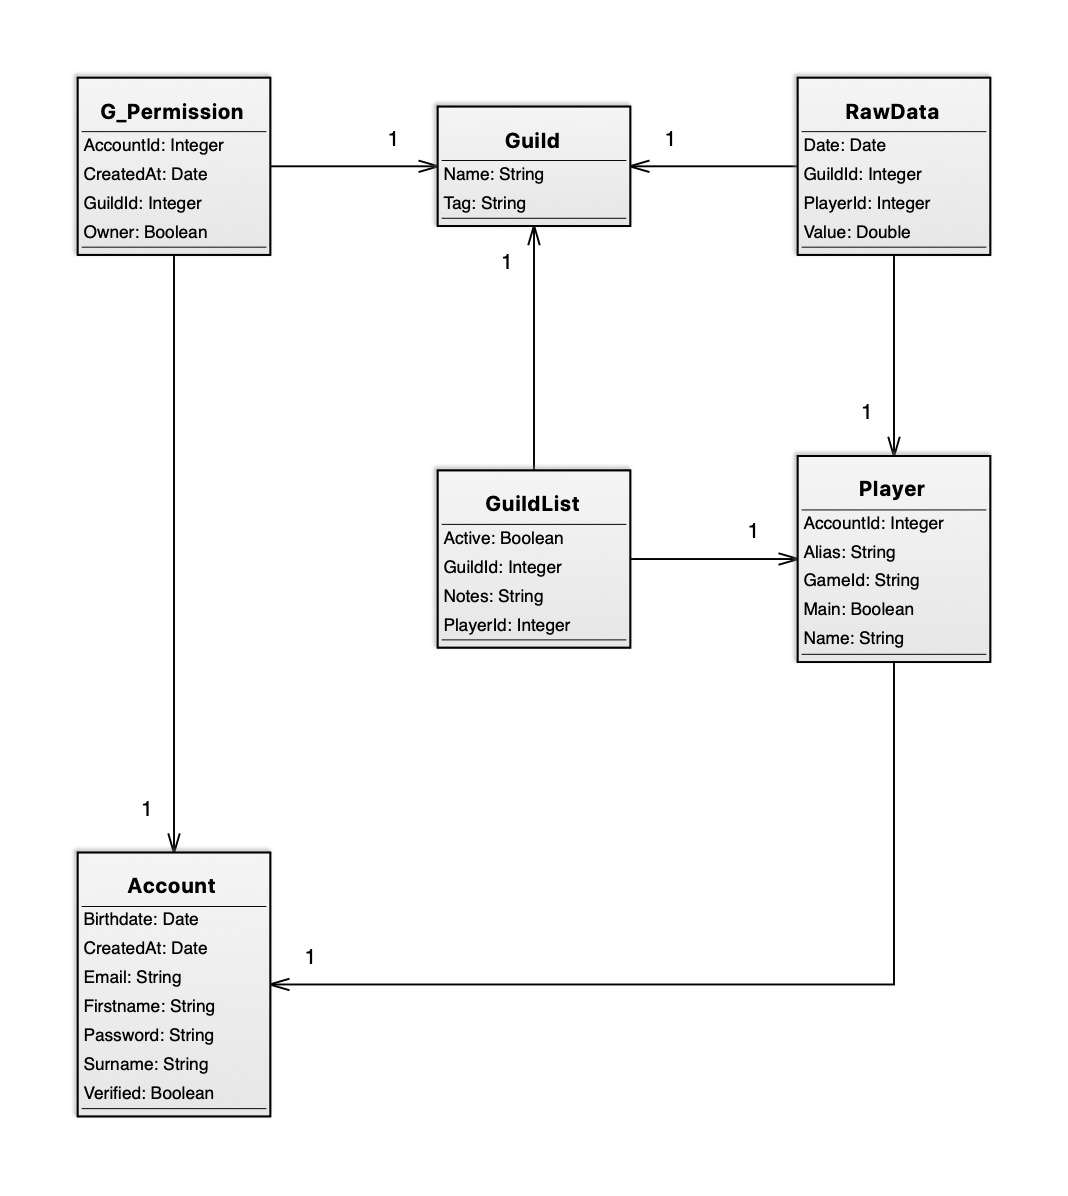 G_Permission
AccountId: Integer
CreatedAt: Date
GuildId: Integer
Owner: Boolean
1
Guild
Name: String
Tag: String
1
RawData
Date: Date
GuildId: Integer
PlayerId: Integer
Value: Double
1
1
GuildList
Active: Boolean
GuildId: Integer
Notes: String
PlayerId: Integer
1
Player
AccountId: Integer
Alias: String
GameId: String
Main: Boolean
Name: String
1
Account
Birthdate: Date
CreatedAt: Date
Email: String
Firstname: String
Password: String
Surname: String
Verified: Boolean
1